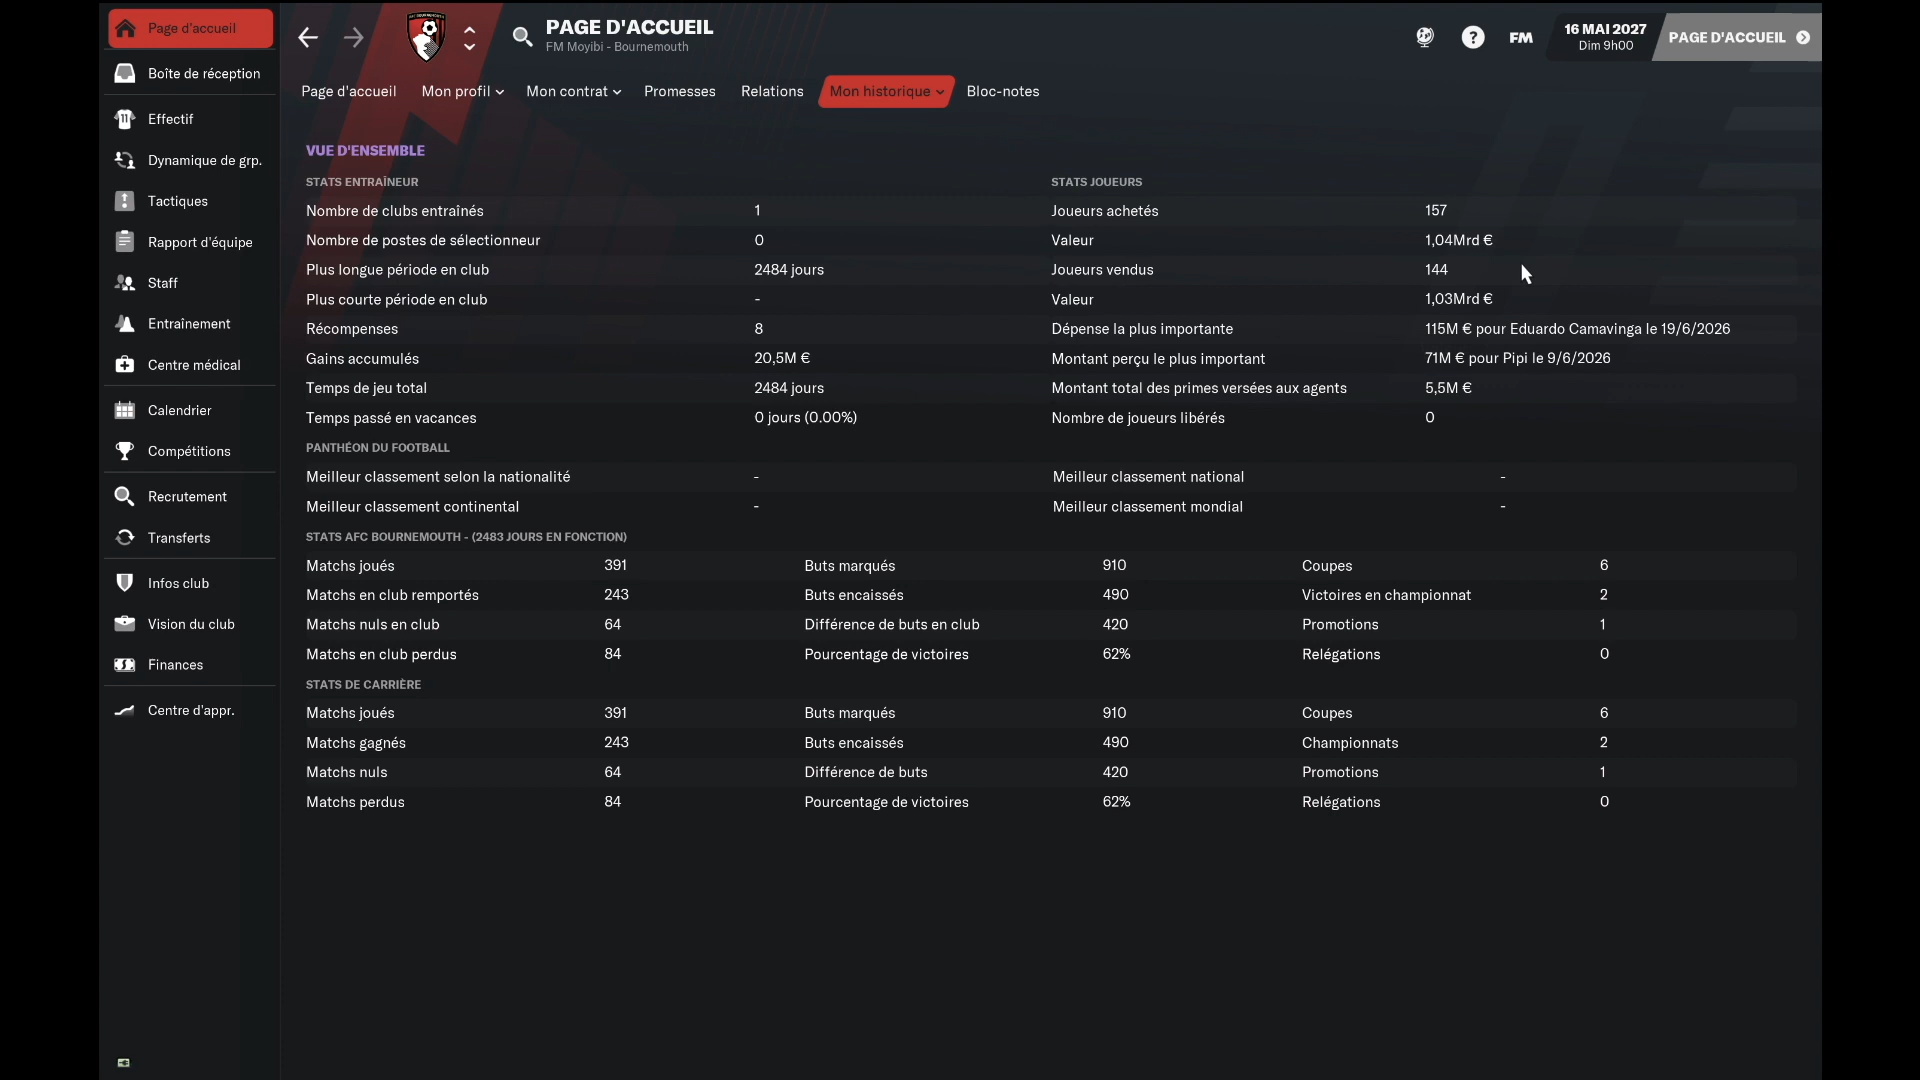 Page d'accueil
Boîte de réception
Effectif
Dynamique de grp.
Tactiques
Rapport d'équipe
Staff
Entraînement
Centre médical
Calendrier
Compétitions
Recrutement
Transferts
Infos club
Vision du club
Finances
Centre d'appr.
PAGE D'ACCUEIL
FM Moyibi - Bournemouth
? FM 16 MAI 2027 PAGE D'ACCUEIL
Dim 9h00
Page d'accueil Mon profil Mon contrat Promesses Relations Mon historique Bloc-notes
VUE D'ENSEMBLE
STATS ENTRAÎNEUR STATS JOUEURS
Nombre de clubs entraînés 1 Joueurs achetés 157
Nombre de postes de sélectionneur 0 Valeur 1,04Mrd €
Plus longue période en club 2484 jours Joueurs vendus 144
Plus courte période en club - Valeur 1,03Mrd €
Récompenses 8 Dépense la plus importante 115M € pour Eduardo Camavinga le 19/6/2026
Gains accumulés 20,5M € Montant perçu le plus important 71M € pour Pipi le 9/6/2026
Temps de jeu total 2484 jours Montant total des primes versées aux agents 5,5M €
Temps passé en vacances 0 jours (0.00%) Nombre de joueurs libérés 0
PANTHÉON DU FOOTBALL
Meilleur classement selon la nationalité - Meilleur classement national -
Meilleur classement continental - Meilleur classement mondial -
STATS AFC BOURNEMOUTH - (2483 JOURS EN FONCTION)
Matchs joués 391 Buts marqués 910 Coupes 6
Matchs en club remportés 243 Buts encaissés 490 Victoires en championnat 2
Matchs nuls en club 64 Différence de buts en club 420 Promotions 1
Matchs en club perdus 84 Pourcentage de victoires 62% Relégations 0
STATS DE CARRIÈRE
Matchs joués 391 Buts marqués 910 Coupes 6
Matchs gagnés 243 Buts encaissés 490 Championnats 2
Matchs nuls 64 Différence de buts 420 Promotions 1
Matchs perdus 84 Pourcentage de victoires 62% Relégations 0